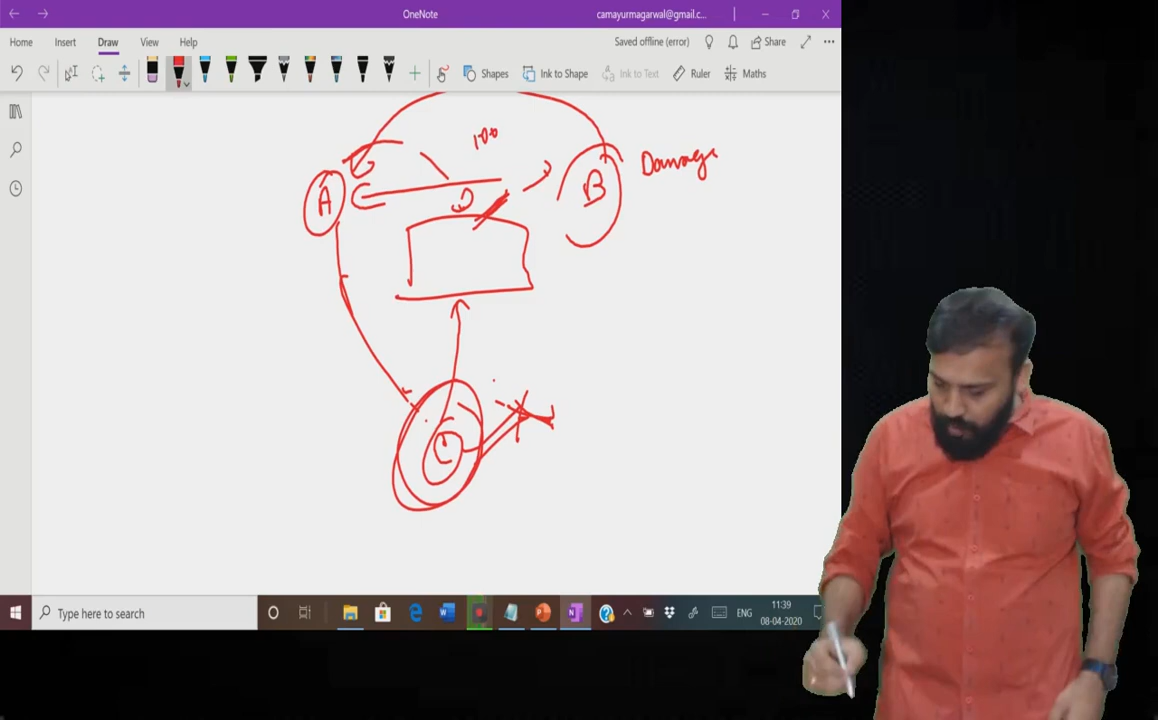 OneNote
camayurmagarwal@gmail.c...
Home Insert Draw View Help
Saved offline (error) Share
Shapes Ink to Shape Ink to Text Ruler Maths
100
Damage
A
B
D
C
Type here to search
ENG
11:39
08-04-2020